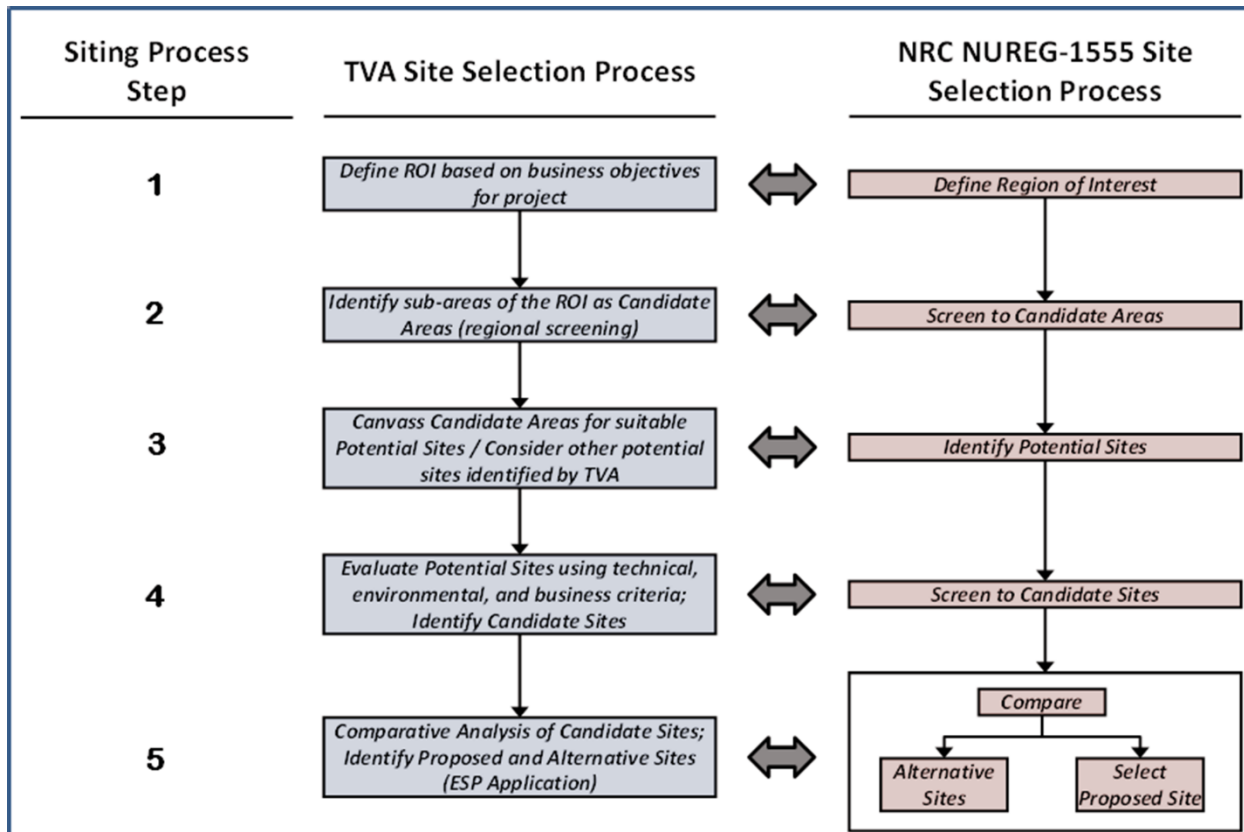 Siting Process
Step
TVA Site Selection Process
NRC NUREG-1555 Site
Selection Process
1
Define ROI based on business objectives
for project
Define Region of Interest
2
Identify sub-areas of the ROI as Candidate
Areas (regional screening)
Screen to Candidate Areas
3
Canvass Candidate Areas for suitable
Potential Sites / Consider other potential
sites identified by TVA
Identify Potential Sites
4
Evaluate Potential Sites using technical,
environmental, and business criteria;
Identify Candidate Sites
Screen to Candidate Sites
5
Comparative Analysis of Candidate Sites;
Identify Proposed and Alternative Sites
(ESP Application)
Compare
Alternative
Sites
Select
Proposed Site